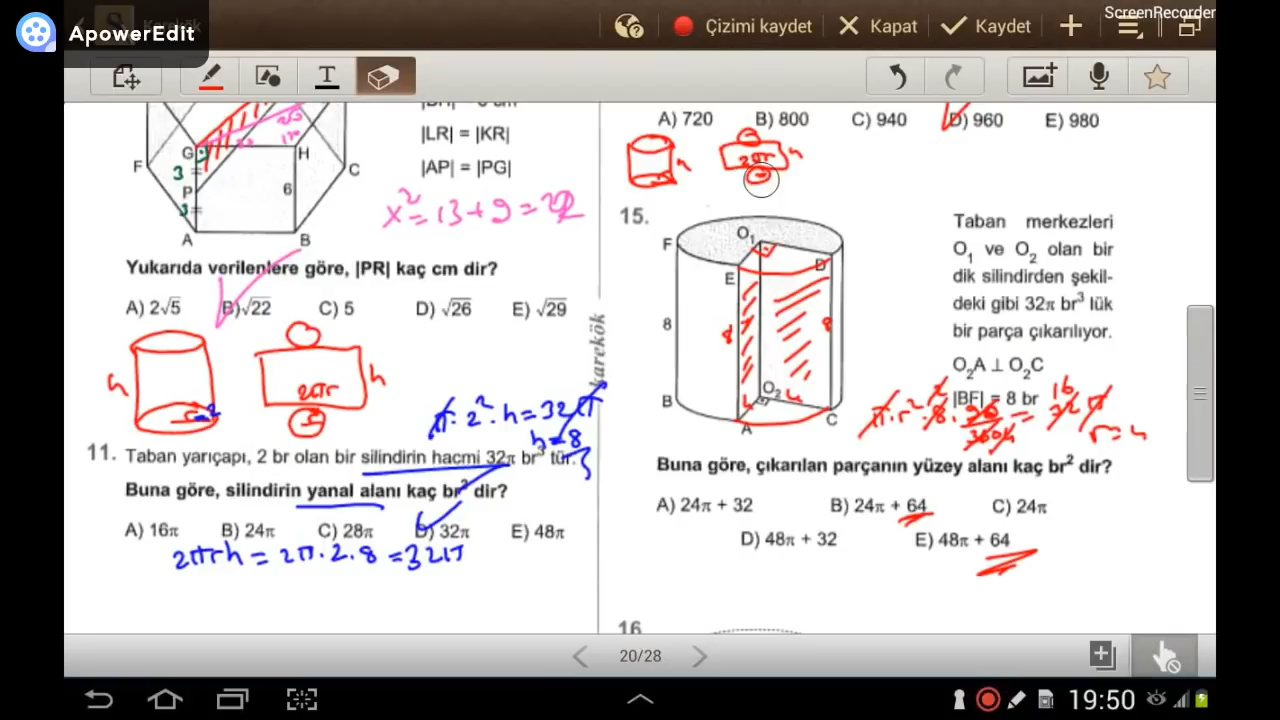 ScreenRecorder
ApowerEdit
Çizimi kaydet
Kapat
Kaydet
|LR| = |KR|
|AP| = |PG|
F
G
H
C
3
P
6
3
A
B
x² = 13 + 9 = 22
Yukarıda verilenlere göre, |PR| kaç cm dir?
A) 2√5 B) √22 C) 5 D) √26 E) √29
h
2πr
h
π · 2² · h = 32π
h = 8
11. Taban yarıçapı, 2 br olan bir silindirin hacmi 32π br³ tür.
Buna göre, silindirin yanal alanı kaç br² dir?
A) 16π B) 24π C) 28π D) 32π E) 48π
2πrh = 2π · 2 · 8 = 32π
karekök
A) 720 B) 800 C) 940 D) 960 E) 980
h
2πr
h
15.
F
O₁
E
D
8
8
8
B
O₂
A
C
4
4
Taban merkezleri
O₁ ve O₂ olan bir
dik silindirden şekil-
deki gibi 32π br³ lük
bir parça çıkarılıyor.
O₂A ⊥ O₂C
|BF| = 8 br
r = 4
Buna göre, çıkarılan parçanın yüzey alanı kaç br² dir?
A) 24π + 32 B) 24π + 64 C) 24π
D) 48π + 32 E) 48π + 64
16
20/28
19:50